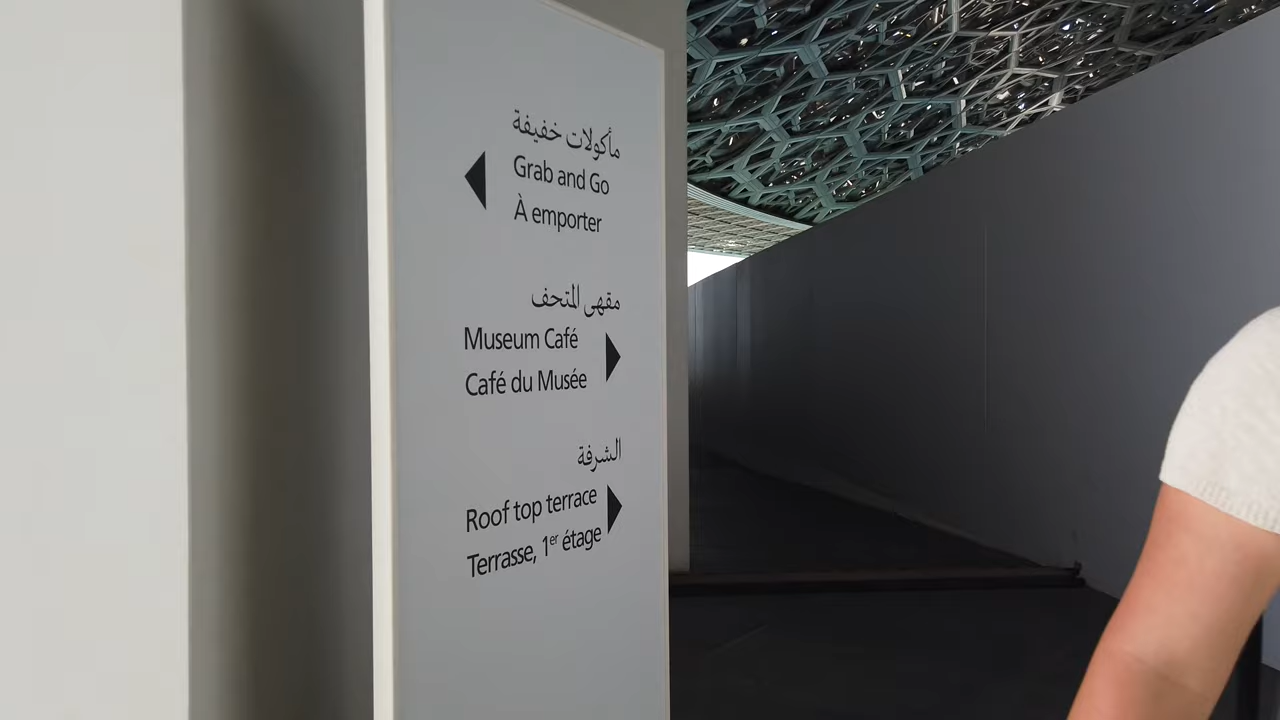 مأكولات خفيفة
Grab and Go
À emporter
مقهى المتحف
Museum Café
Café du Musée
الشرفة
Roof top terrace
Terrasse, 1er étage